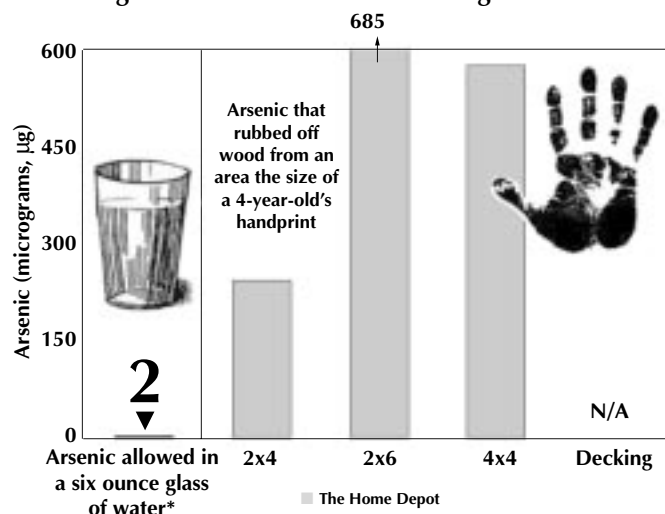 685
600
450
300
150
0
Arsenic (micrograms, µg)
Arsenic that
rubbed off
wood from an
area the size of
a 4-year-old's
handprint
2
N/A
Arsenic allowed in
a six ounce glass
of water*
2x4
2x6
4x4
Decking
The Home Depot